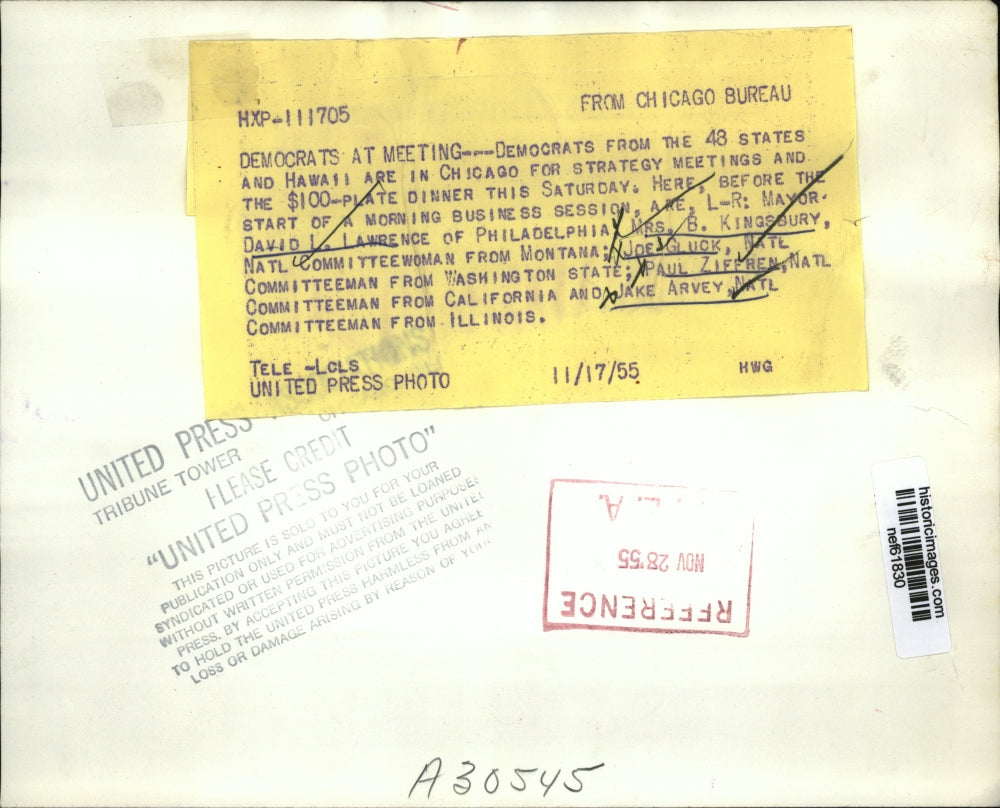 HXP-111705
FROM CHICAGO BUREAU
DEMOCRATS AT MEETING---DEMOCRATS FROM THE 48 STATES
AND HAWAII ARE IN CHICAGO FOR STRATEGY MEETINGS AND
THE $100-PLATE DINNER THIS SATURDAY. HERE, BEFORE THE
START OF A MORNING BUSINESS SESSION, ARE, L-R: MAYOR
DAVID L. LAWRENCE OF PHILADELPHIA; MRS. B. KINGSBURY,
NATL COMMITTEEWOMAN FROM MONTANA; JOE GLUCK, NATL
COMMITTEEMAN FROM WASHINGTON STATE; PAUL ZIFFREN, NATL
COMMITTEEMAN FROM CALIFORNIA AND JAKE ARVEY, NATL
COMMITTEEMAN FROM ILLINOIS.
TELE -LCLS
UNITED PRESS PHOTO
11/17/55
HWG
UNITED PRESS
TRIBUNE TOWER
PLEASE CREDIT
"UNITED PRESS PHOTO"
THIS PICTURE IS SOLD TO YOU FOR YOUR
PUBLICATION ONLY AND MUST NOT BE LOANED
SYNDICATED OR USED FOR ADVERTISING PURPOSES
WITHOUT WRITTEN PERMISSION FROM THE UNITED
PRESS. BY ACCEPTING THIS PICTURE YOU AGREE
TO HOLD THE UNITED PRESS HARMLESS FROM AN
LOSS OR DAMAGE ARISING BY REASON OF YOUR
REFERENCE
NOV 28 '55
E. A.
historicimages.com
nef61830
A30545